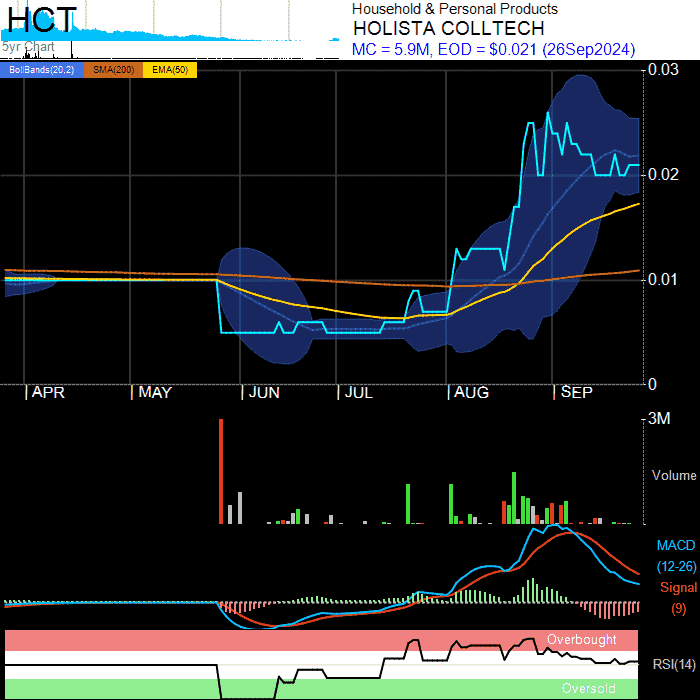 HCT
5yr Chart
Household & Personal Products
HOLISTA COLLTECH
MC = 5.9M, EOD = $0.021 (26Sep2024)
BollBands(20,2) SMA(200) EMA(50)
0.03
0.02
0.01
0
APR MAY JUN JUL AUG SEP
3M
Volume
MACD
(12-26)
Signal
(9)
Overbought
RSI(14)
Oversold